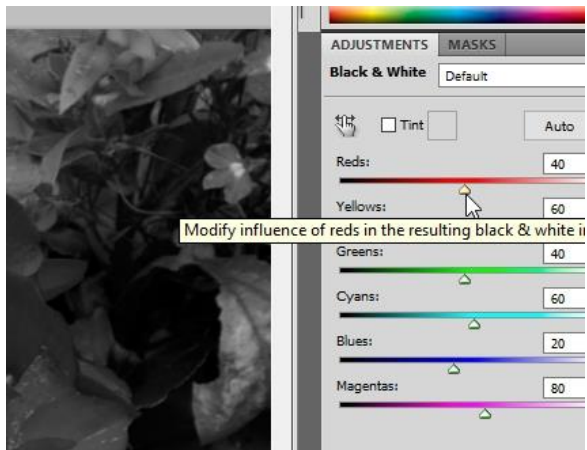 ADJUSTMENTS MASKS
Black & White Default
Tint Auto
Reds: 40
Yellows: 60
Modify influence of reds in the resulting black & white
Greens: 40
Cyans: 60
Blues: 20
Magentas: 80